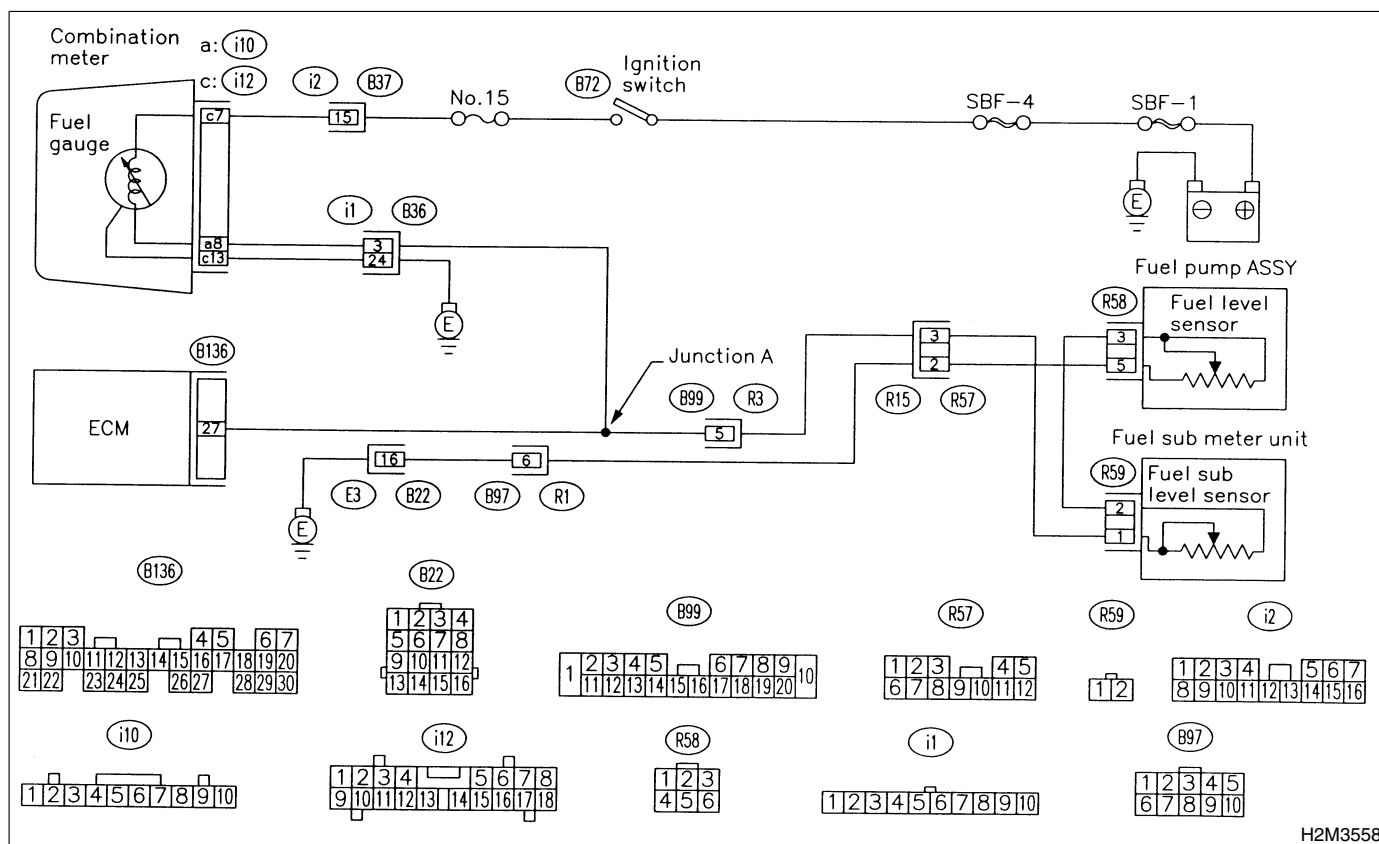 Combination meter
a: i10
c: i12
i2
B37
No.15
B72
Ignition switch
SBF-4
SBF-1
Fuel gauge
c7
15
E
⊖ ⊕
i1
B36
a8
3
c13
24
E
Fuel pump ASSY
R58
Fuel level sensor
3
5
B136
Junction A
3
2
ECM
27
B99
R3
R15
R57
5
Fuel sub meter unit
R59
Fuel sub level sensor
16
6
2
1
E3
B22
B97
R1
E
B136
1 2 3 4 5 6 7
8 9 10 11 12 13 14 15 16 17 18 19 20
21 22 23 24 25 26 27 28 29 30
B22
1 2 3 4
5 6 7 8
9 10 11 12
13 14 15 16
B99
1 2 3 4 5 6 7 8 9 10
11 12 13 14 15 16 17 18 19 20
R57
1 2 3 4 5
6 7 8 9 10 11 12
R59
1 2
i2
1 2 3 4 5 6 7
8 9 10 11 12 13 14 15 16
i10
1 2 3 4 5 6 7 8 9 10
i12
1 2 3 4 5 6 7 8
9 10 11 12 13 14 15 16 17 18
R58
1 2 3
4 5 6
i1
1 2 3 4 5 6 7 8 9 10
B97
1 2 3 4 5
6 7 8 9 10
H2M3558